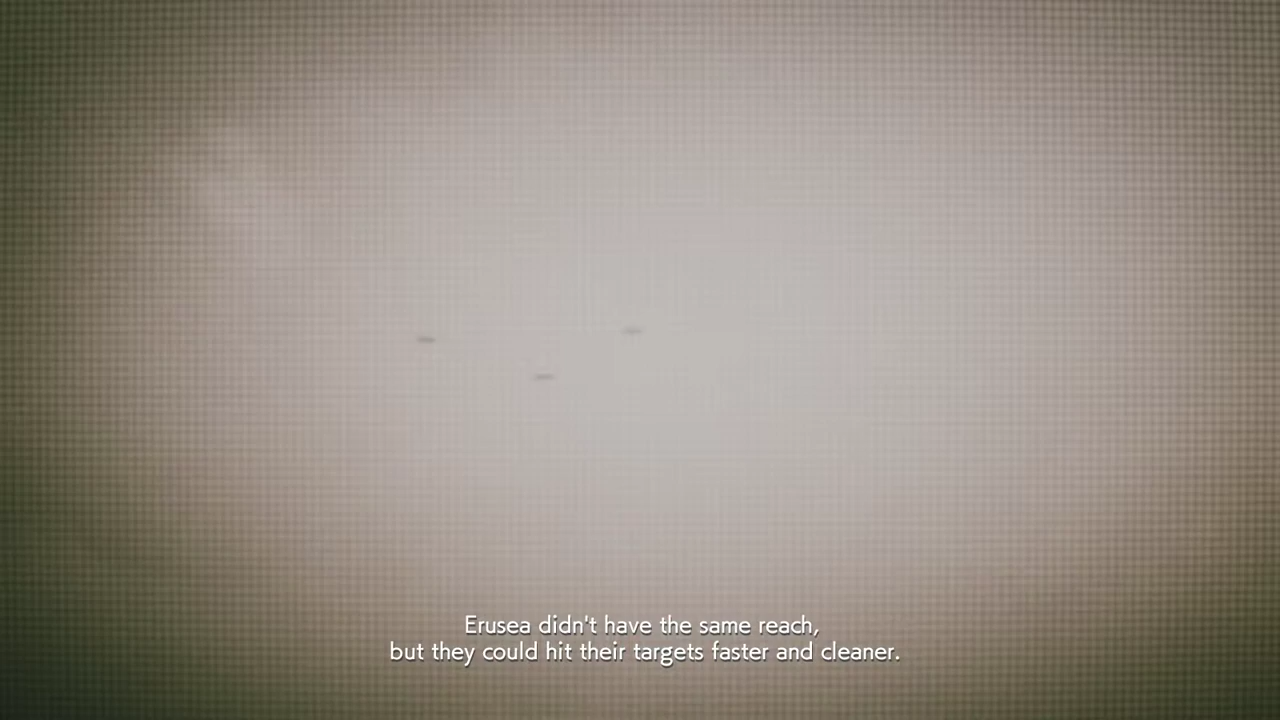 Erusea didn't have the same reach,
but they could hit their targets faster and cleaner.